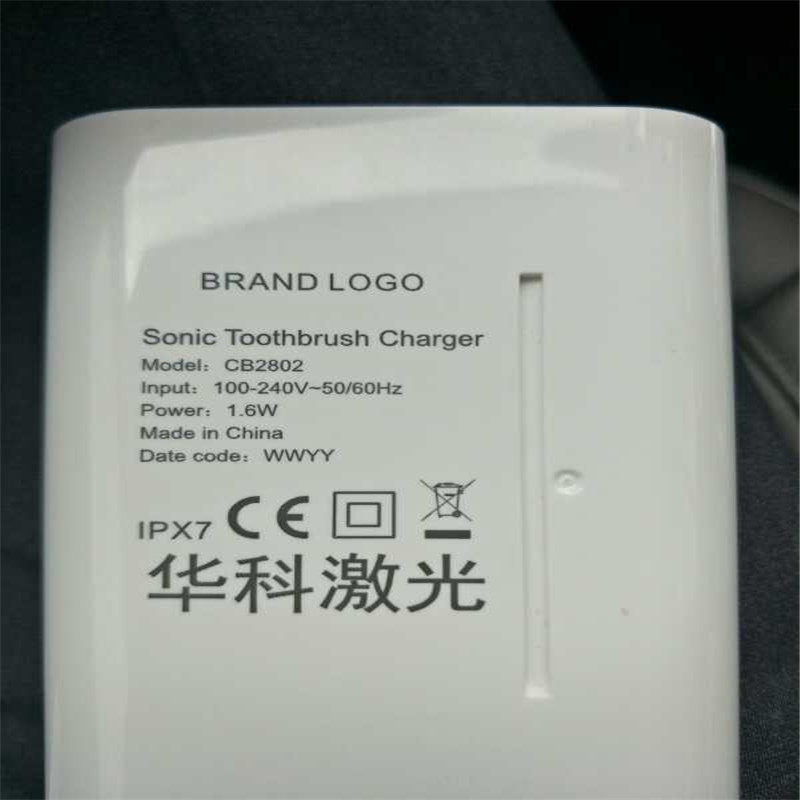 BRAND LOGO
Sonic Toothbrush Charger
Model：CB2802
Input：100-240V~50/60Hz
Power：1.6W
Made in China
Date code：WWYY
IPX7 CE
华科激光